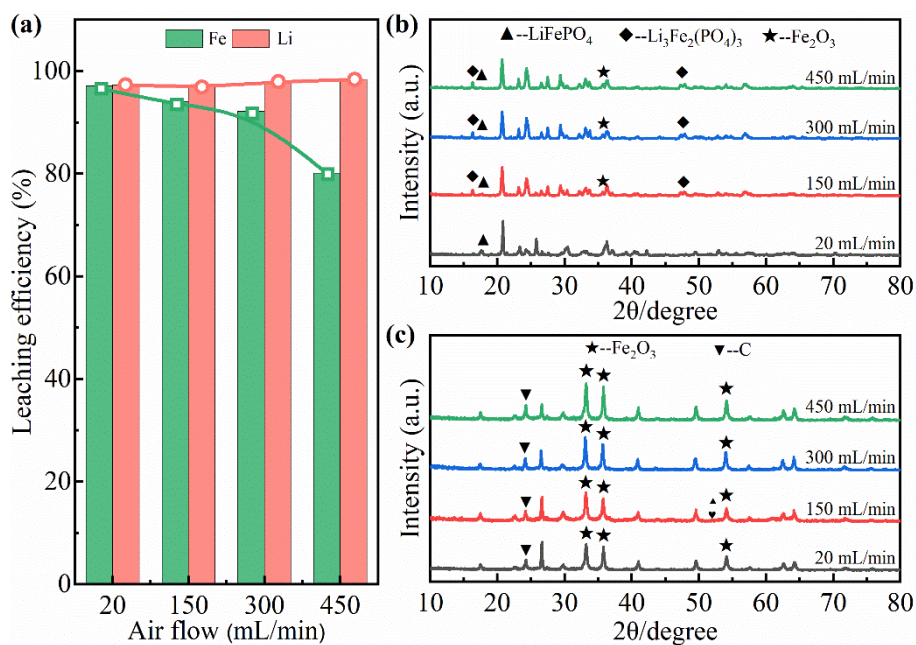 (a)
Fe
Li
100
80
60
40
20
0
Leaching efficiency (%)
20
150
300
450
Air flow (mL/min)
(b)
▲--LiFePO₄
◆--Li₃Fe₂(PO₄)₃
★--Fe₂O₃
450 mL/min
300 mL/min
150 mL/min
20 mL/min
Intensity (a.u.)
10 20 30 40 50 60 70 80
2θ/degree
(c)
★--Fe₂O₃
▼--C
450 mL/min
300 mL/min
150 mL/min
20 mL/min
Intensity (a.u.)
10 20 30 40 50 60 70 80
2θ/degree